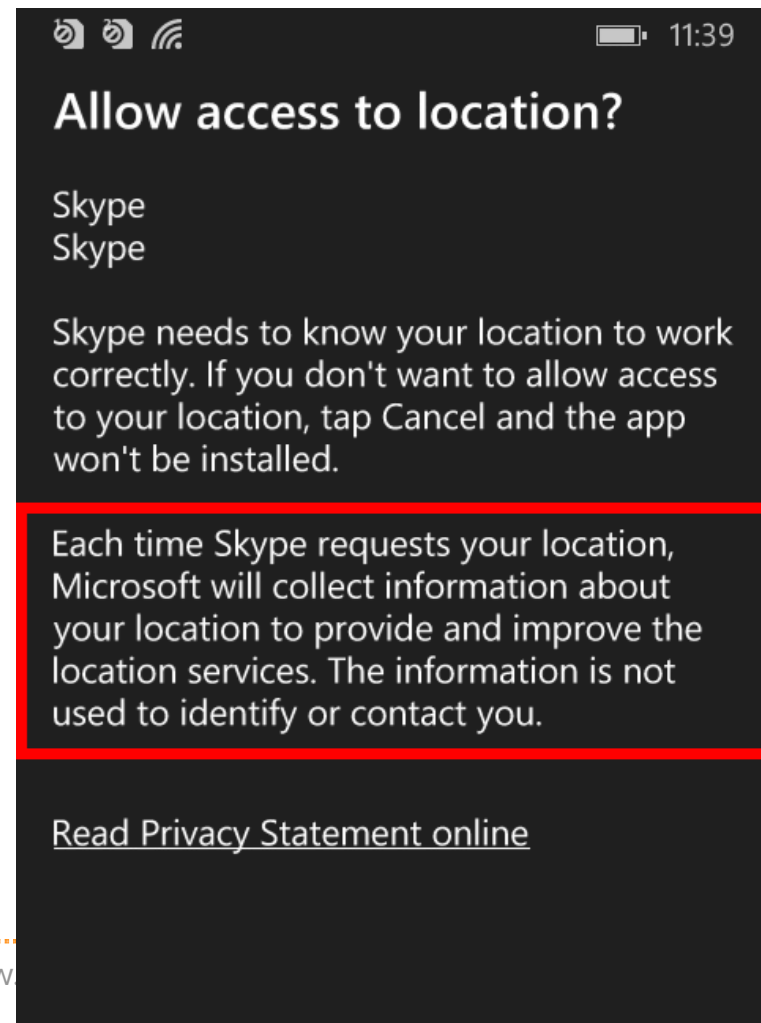 11:39
Allow access to location?
Skype
Skype
Skype needs to know your location to work
correctly. If you don't want to allow access
to your location, tap Cancel and the app
won't be installed.
Each time Skype requests your location,
Microsoft will collect information about
your location to provide and improve the
location services. The information is not
used to identify or contact you.
Read Privacy Statement online